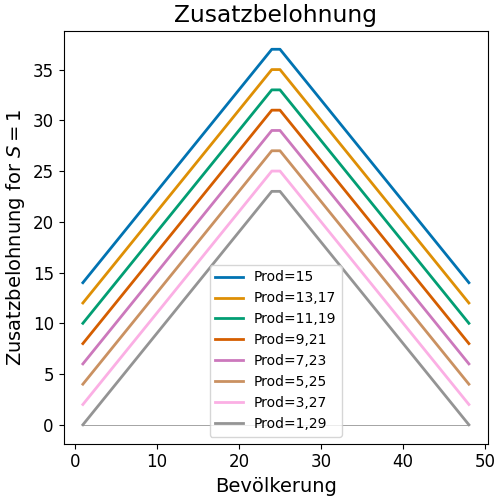 Zusatzbelohnung
Zusatzbelohnung for S = 1
35
30
25
20
15
10
5
0
Prod=15
Prod=13,17
Prod=11,19
Prod=9,21
Prod=7,23
Prod=5,25
Prod=3,27
Prod=1,29
0 10 20 30 40 50
Bevölkerung